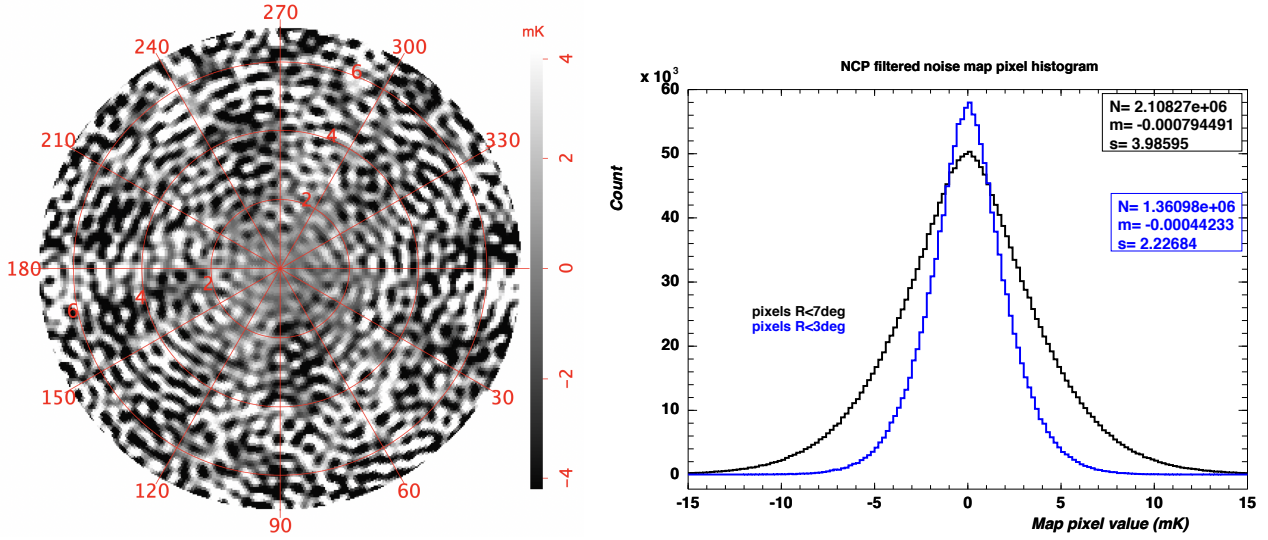 270
mK
240
300
6
4
210
330
4
2
2
180
2
4
6
0
-2
150
30
-4
120
60
90
NCP filtered noise map pixel histogram
x 10³
60
50
40
30
20
10
0
Count
N= 2.10827e+06
m= -0.000794491
s= 3.98595
N= 1.36098e+06
m= -0.00044233
s= 2.22684
pixels R<7deg
pixels R<3deg
-15
-10
-5
0
5
10
15
Map pixel value (mK)